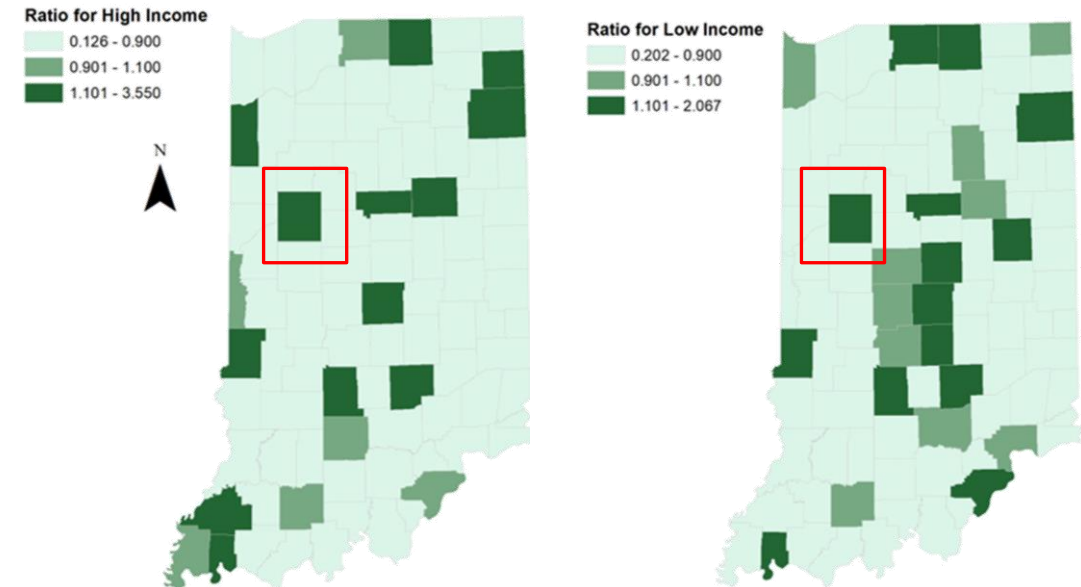 Ratio for High Income
0.126 - 0.900
0.901 - 1.100
1.101 - 3.550
N
Ratio for Low Income
0.202 - 0.900
0.901 - 1.100
1.101 - 2.067